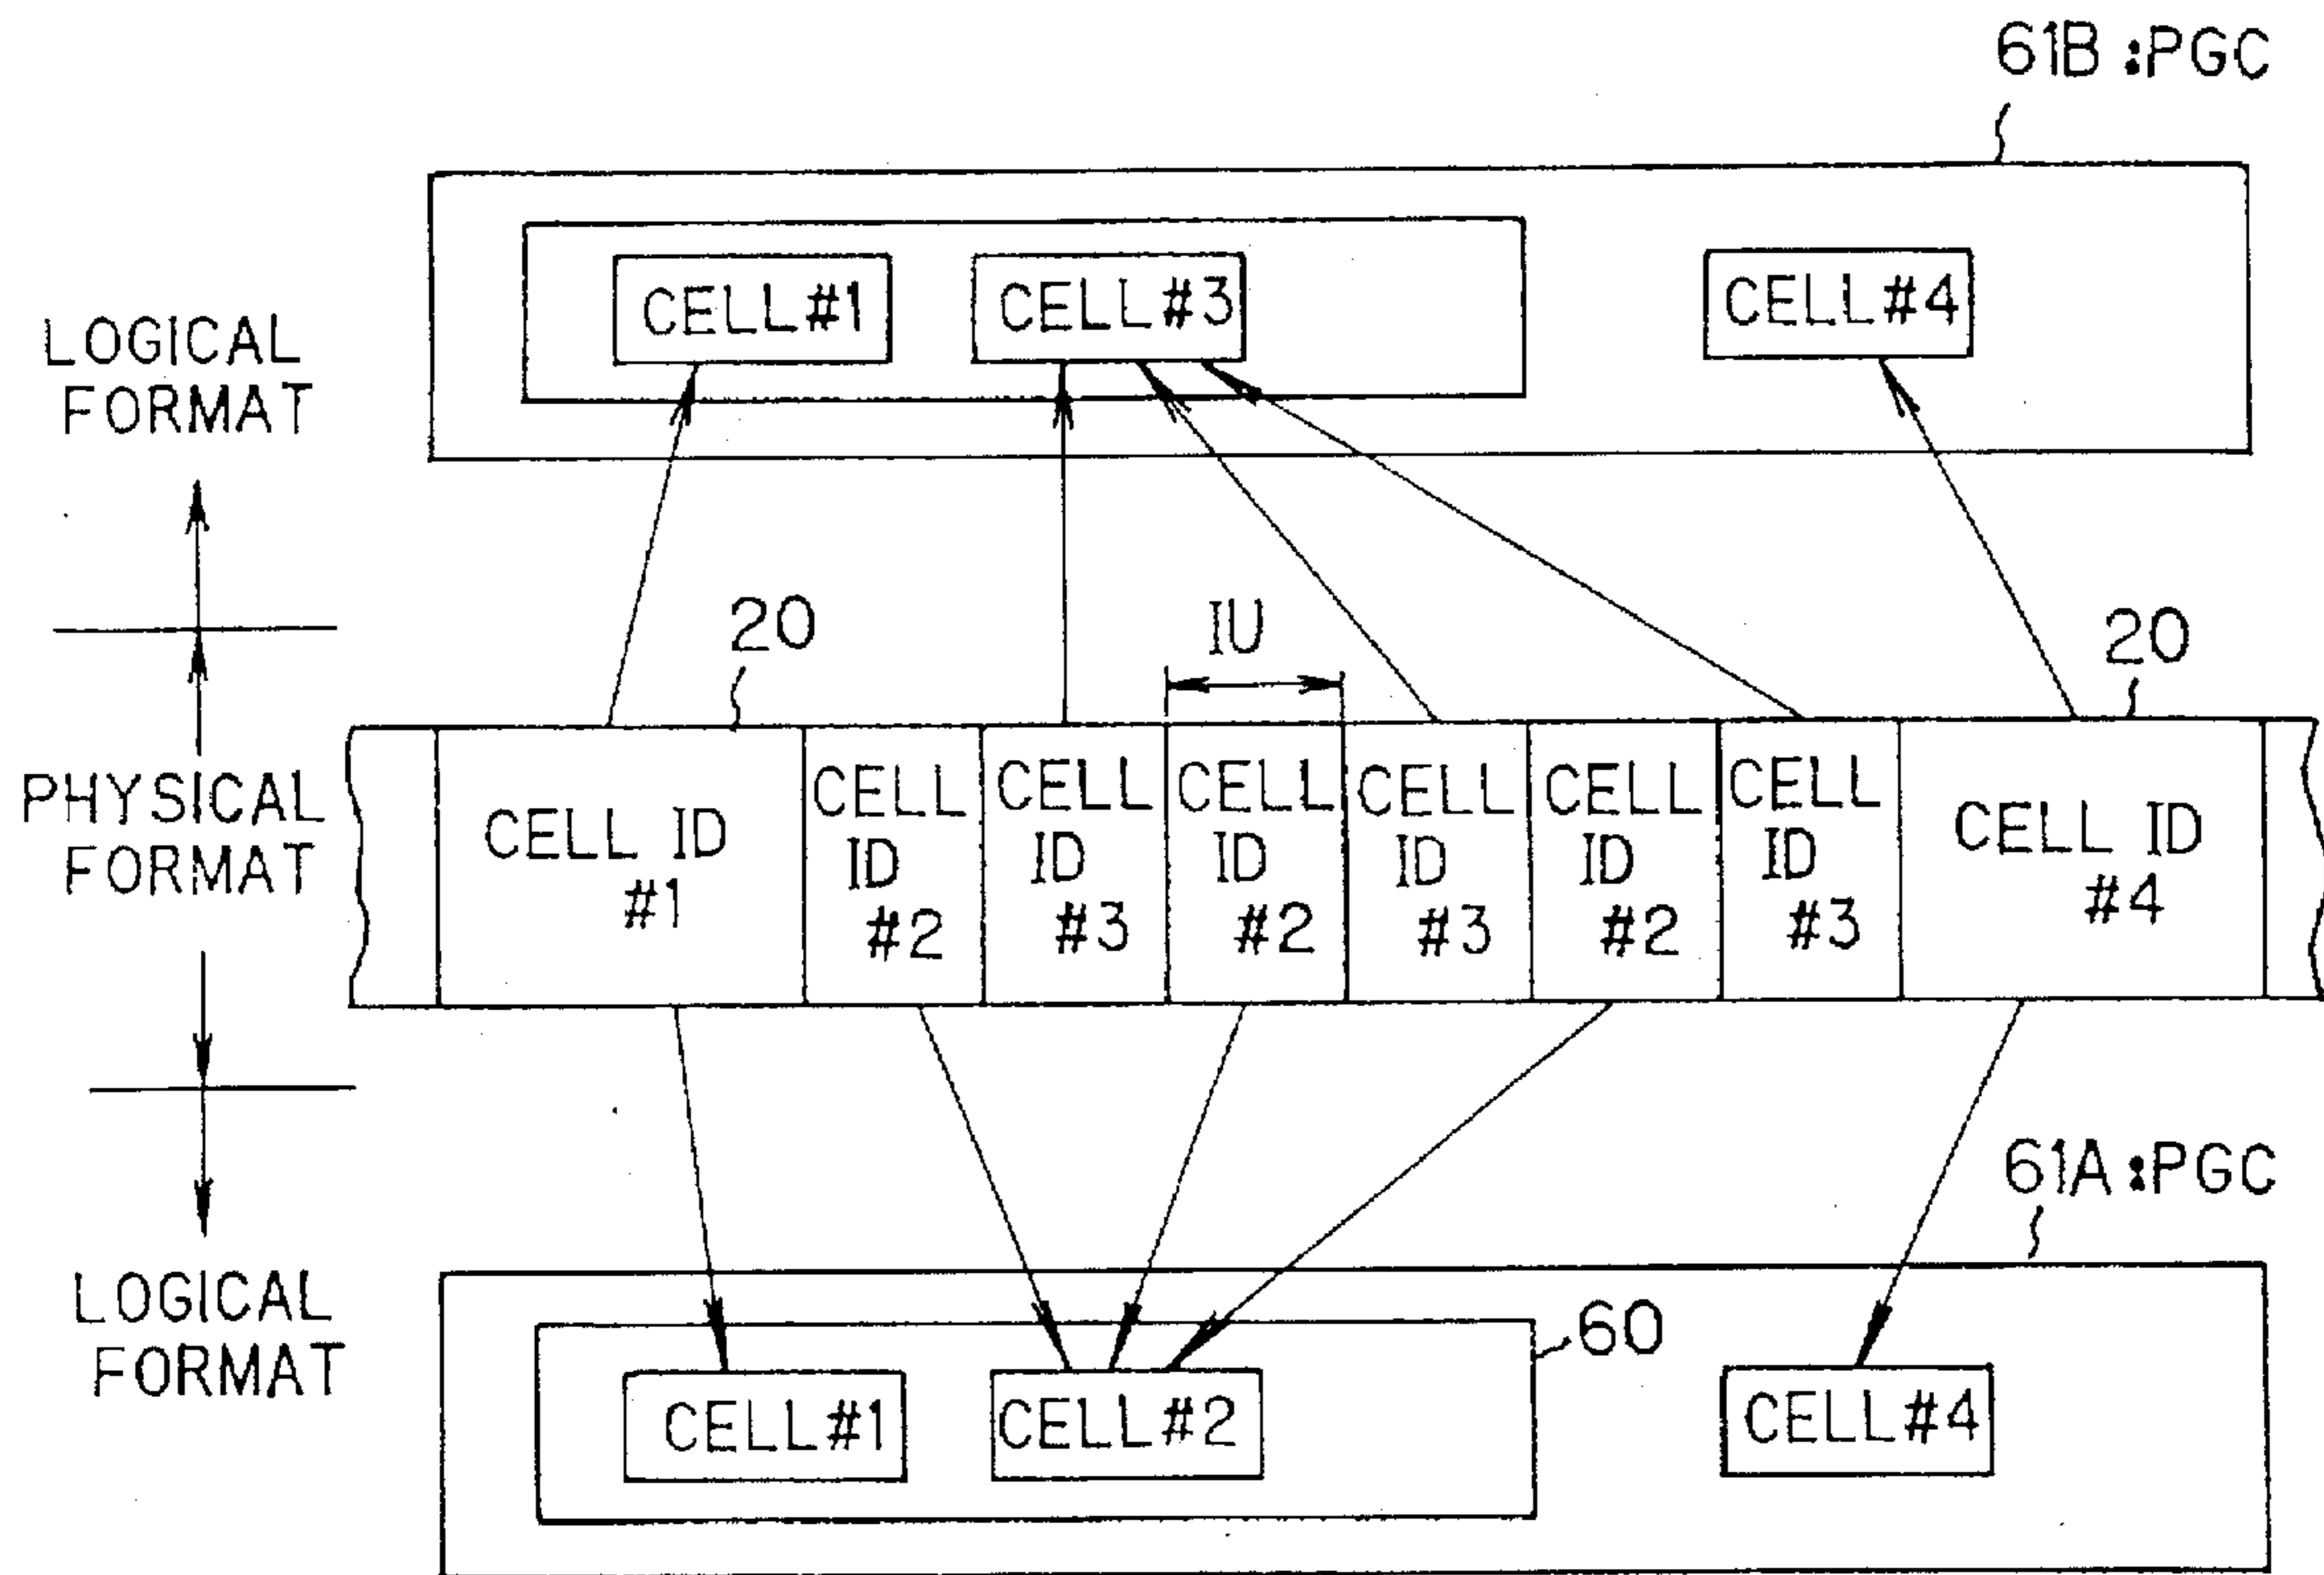 61B :PGC
CELL#1
CELL#3
CELL#4
LOGICAL
FORMAT
20
IU
20
PHYSICAL
FORMAT
CELL ID
#1
CELL
ID
#2
CELL
ID
#3
CELL
ID
#2
CELL
ID
#3
CELL
ID
#2
CELL
ID
#3
CELL ID
#4
61A :PGC
LOGICAL
FORMAT
60
CELL#1
CELL#2
CELL#4